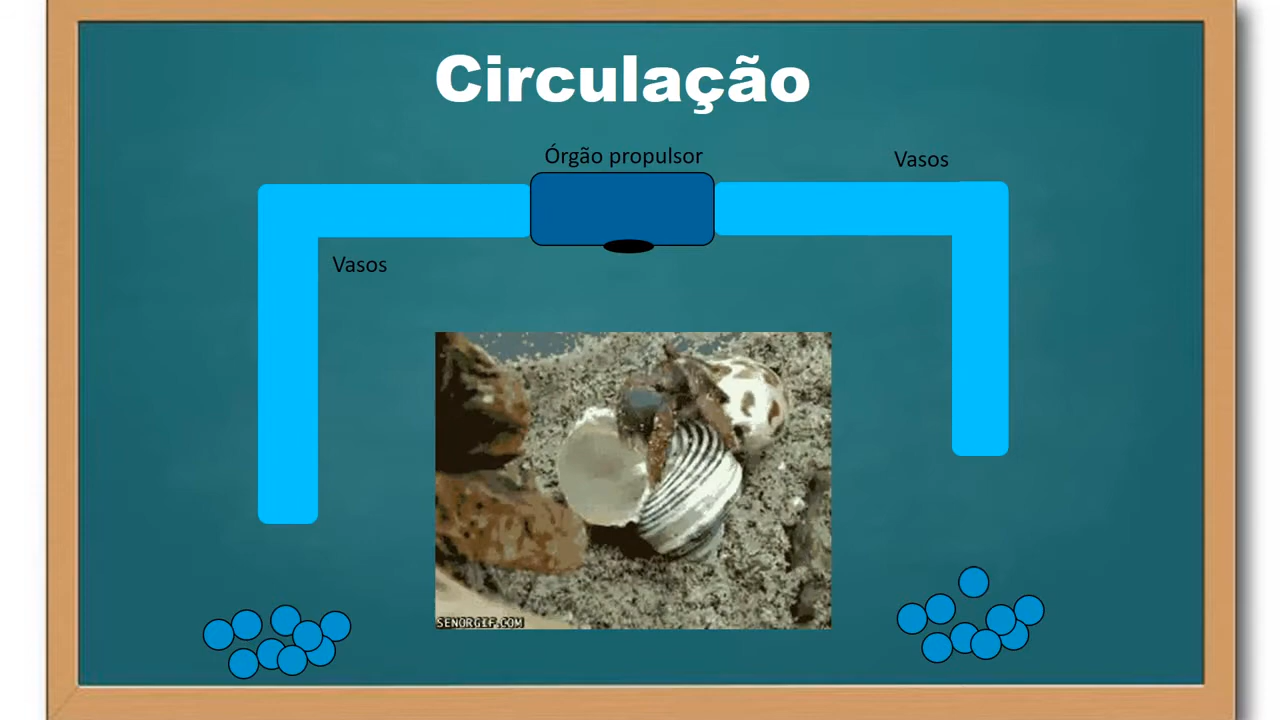 Circulação
Órgão propulsor
Vasos
Vasos
SENORGIF.COM